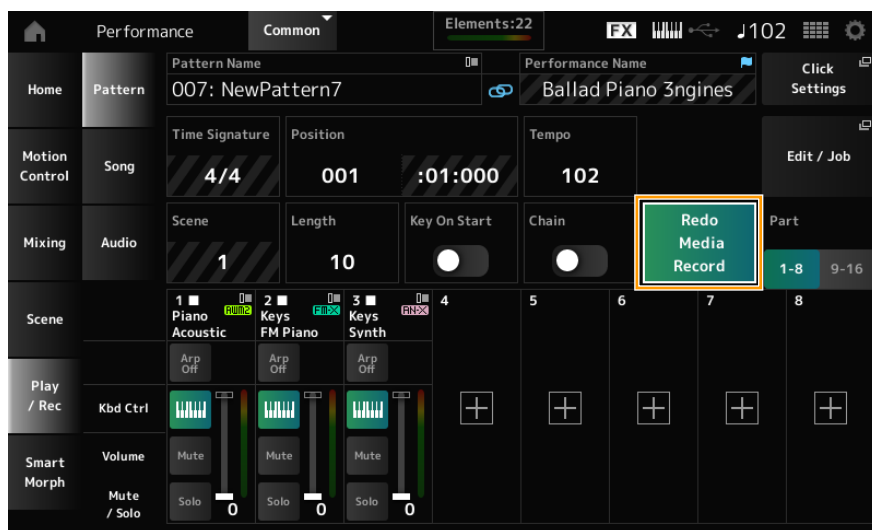 Performance
Common
Elements:22
FX
♩102
Home
Pattern
Pattern Name
007: NewPattern7
Performance Name
Ballad Piano 3ngines
Click
Settings
Motion
Control
Song
Time Signature
4/4
Position
001
:01:000
Tempo
102
Edit / Job
Mixing
Audio
Scene
1
Length
10
Key On Start
Chain
Redo
Media
Record
Part
1-8
9-16
Scene
1
Piano
Acoustic
AWM2
2
Keys
FM Piano
FM-X
3
Keys
Synth
AN-X
4
5
6
7
8
Arp
Off
Arp
Off
Arp
Off
Play
/ Rec
Kbd Ctrl
Smart
Morph
Volume
Mute
Mute
Mute
Mute
/ Solo
Solo
0
Solo
0
Solo
0